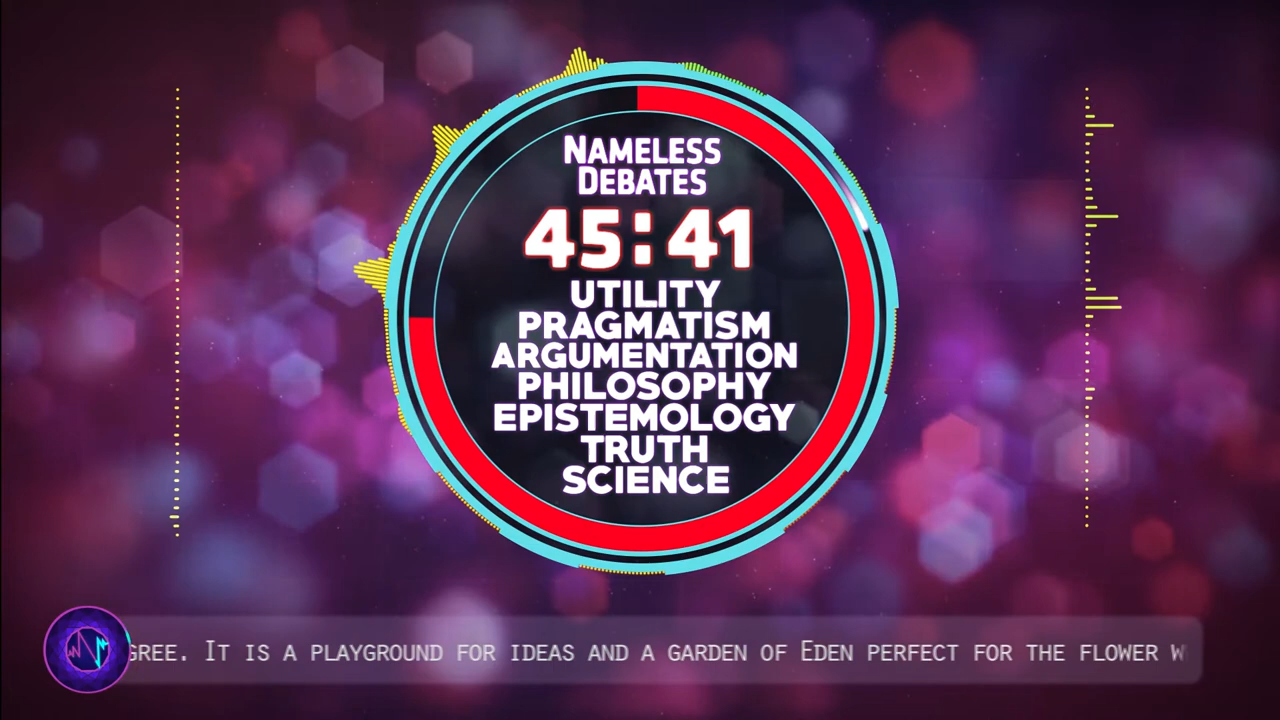 Nameless
Debates
45:41
UTILITY
PRAGMATISM
ARGUMENTATION
PHILOSOPHY
EPISTEMOLOGY
TRUTH
SCIENCE
GREE. It is a playground for ideas and a garden of Eden perfect for the flower